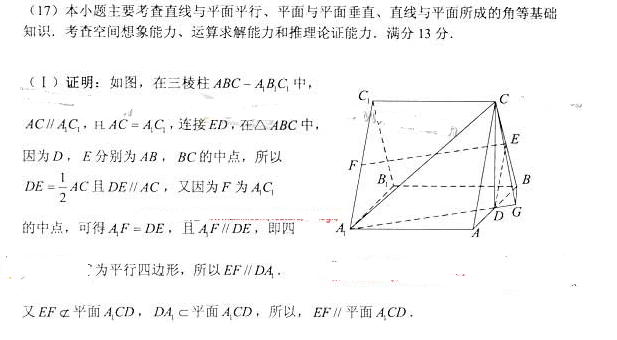 （17）本小题主要考查直线与平面平行、平面与平面垂直、直线与平面所成的角等基础
知识．考查空间想象能力、运算求解能力和推理论证能力．满分 13 分．
（Ⅰ）证明：如图，在三棱柱 ABC − A₁B₁C₁ 中，
AC // A₁C₁，且 AC = A₁C₁，连接 ED，在△ABC 中，
因为 D，E 分别为 AB，BC 的中点，所以
DE = 1/2 AC 且 DE // AC，又因为 F 为 A₁C₁
的中点，可得 A₁F = DE，且 A₁F // DE，即四
为平行四边形，所以 EF // DA₁．
又 EF ⊄ 平面 A₁CD，DA₁ ⊂ 平面 A₁CD，所以，EF // 平面 A₁CD．
C₁
C
E
F
B₁
B
D
G
A₁
A